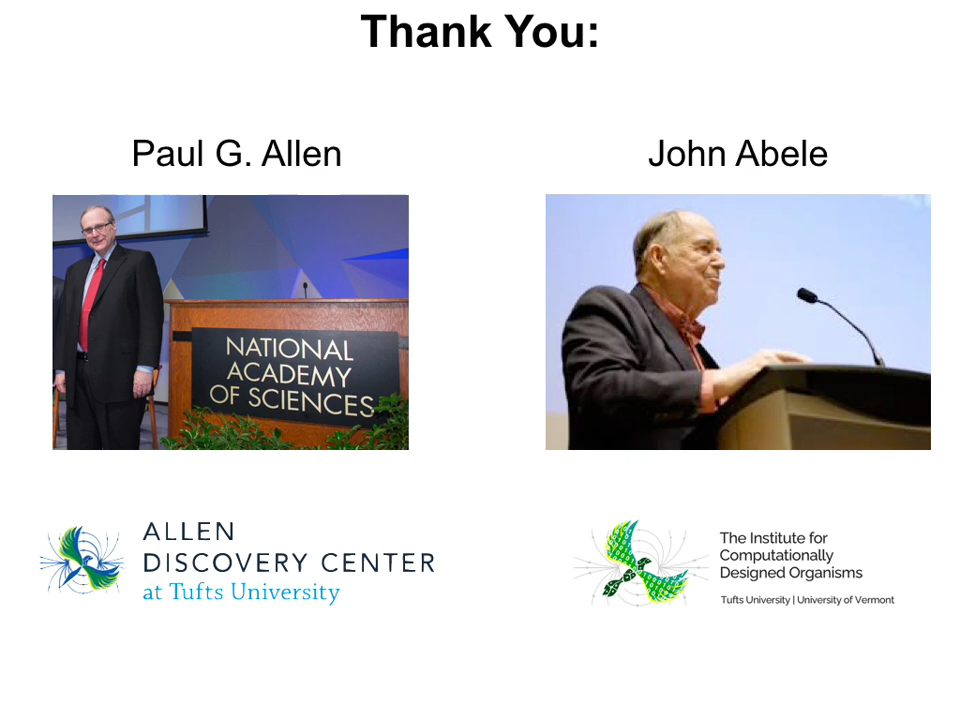 Thank You:
Paul G. Allen
John Abele
NATIONAL
ACADEMY
OF SCIENCES
ALLEN
DISCOVERY CENTER
at Tufts University
The Institute for
Computationally
Designed Organisms
Tufts University | University of Vermont